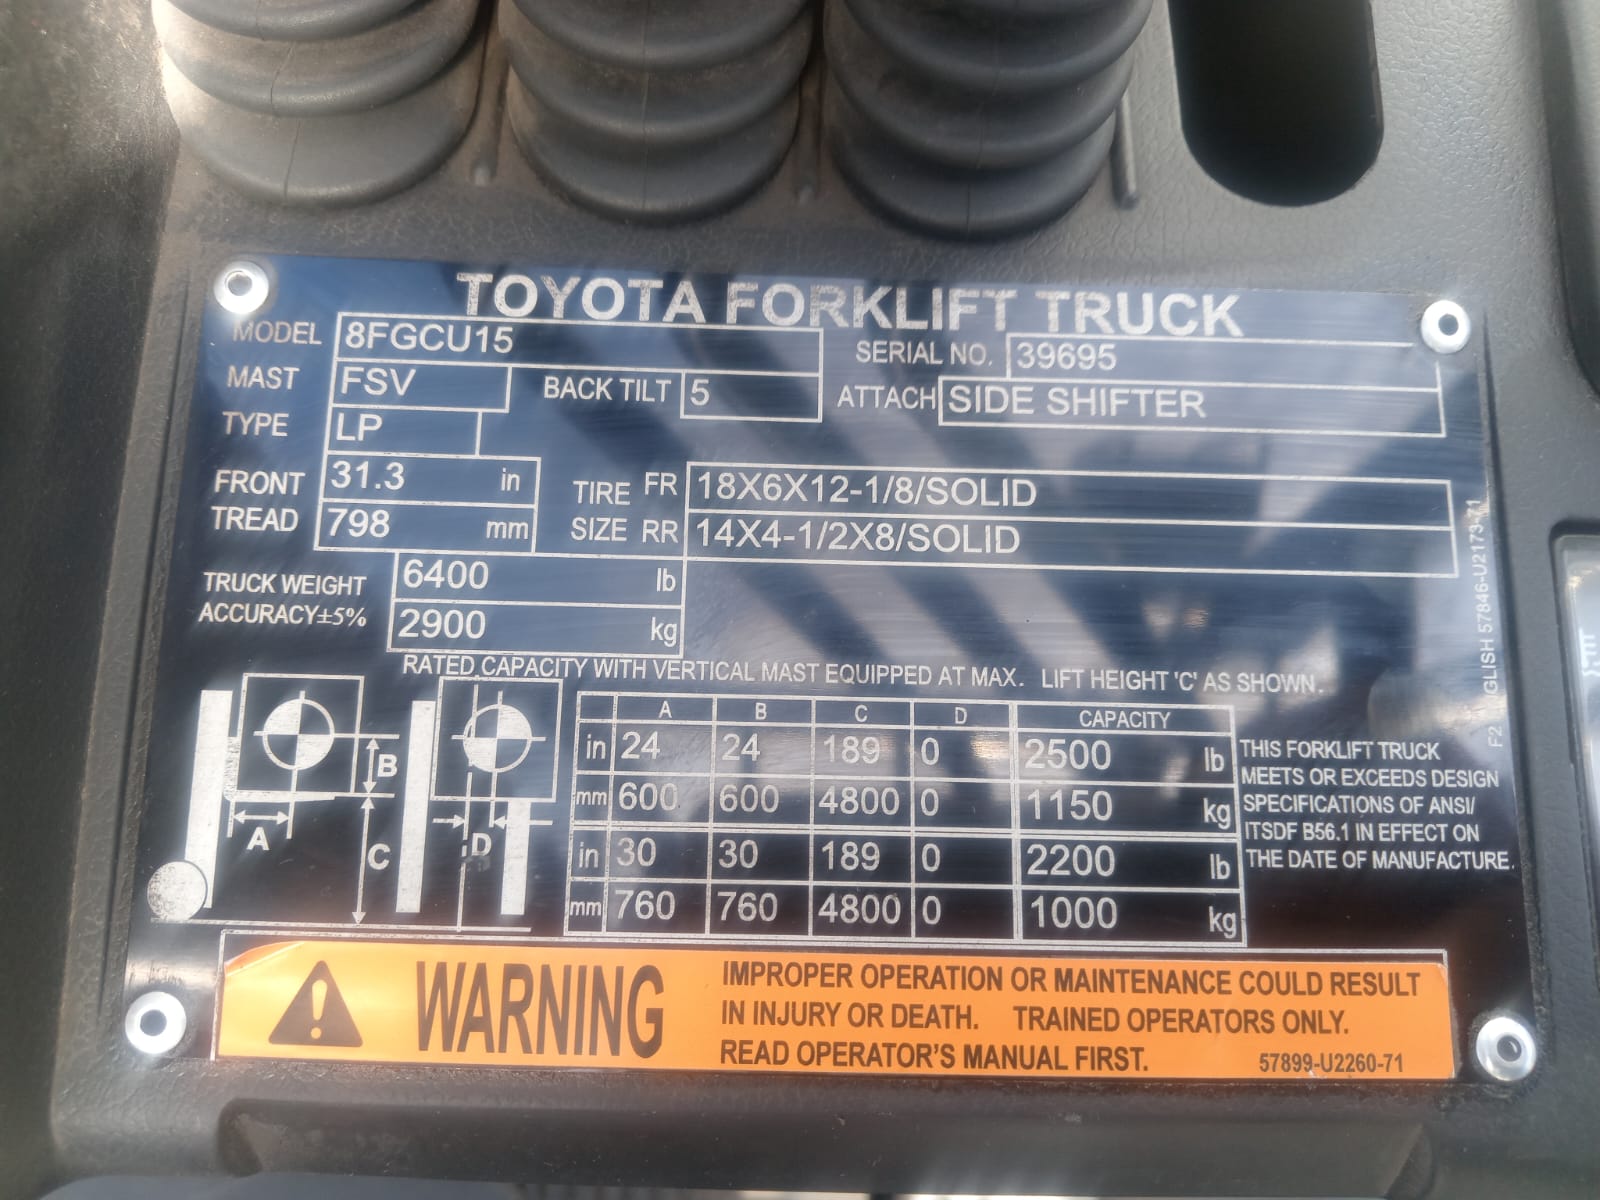 TOYOTA FORKLIFT TRUCK
MODEL 8FGCU15 SERIAL NO. 39695
MAST FSV BACK TILT 5 ATTACH SIDE SHIFTER
TYPE LP
FRONT TREAD 31.3 in TIRE SIZE FR 18X6X12-1/8/SOLID
798 mm RR 14X4-1/2X8/SOLID
TRUCK WEIGHT 6400 lb
ACCURACY±5% 2900 kg
RATED CAPACITY WITH VERTICAL MAST EQUIPPED AT MAX. LIFT HEIGHT 'C' AS SHOWN.
A B C D CAPACITY
in 24 24 189 0 2500 lb
mm 600 600 4800 0 1150 kg
in 30 30 189 0 2200 lb
mm 760 760 4800 0 1000 kg
B
A
C
D
THIS FORKLIFT TRUCK
MEETS OR EXCEEDS DESIGN
SPECIFICATIONS OF ANSI/
ITSDF B56.1 IN EFFECT ON
THE DATE OF MANUFACTURE.
F2 GLISH 57846-U2173-71
WARNING
IMPROPER OPERATION OR MAINTENANCE COULD RESULT
IN INJURY OR DEATH. TRAINED OPERATORS ONLY.
READ OPERATOR'S MANUAL FIRST. 57899-U2260-71